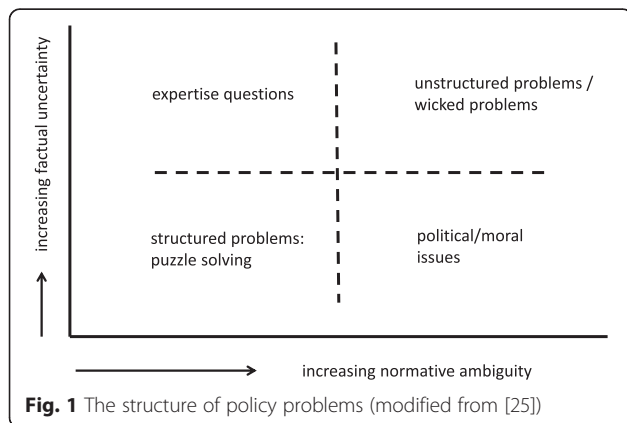 increasing factual uncertainty
expertise questions
unstructured problems /
wicked problems
structured problems:
puzzle solving
political/moral
issues
increasing normative ambiguity
Fig. 1 The structure of policy problems (modified from [25])